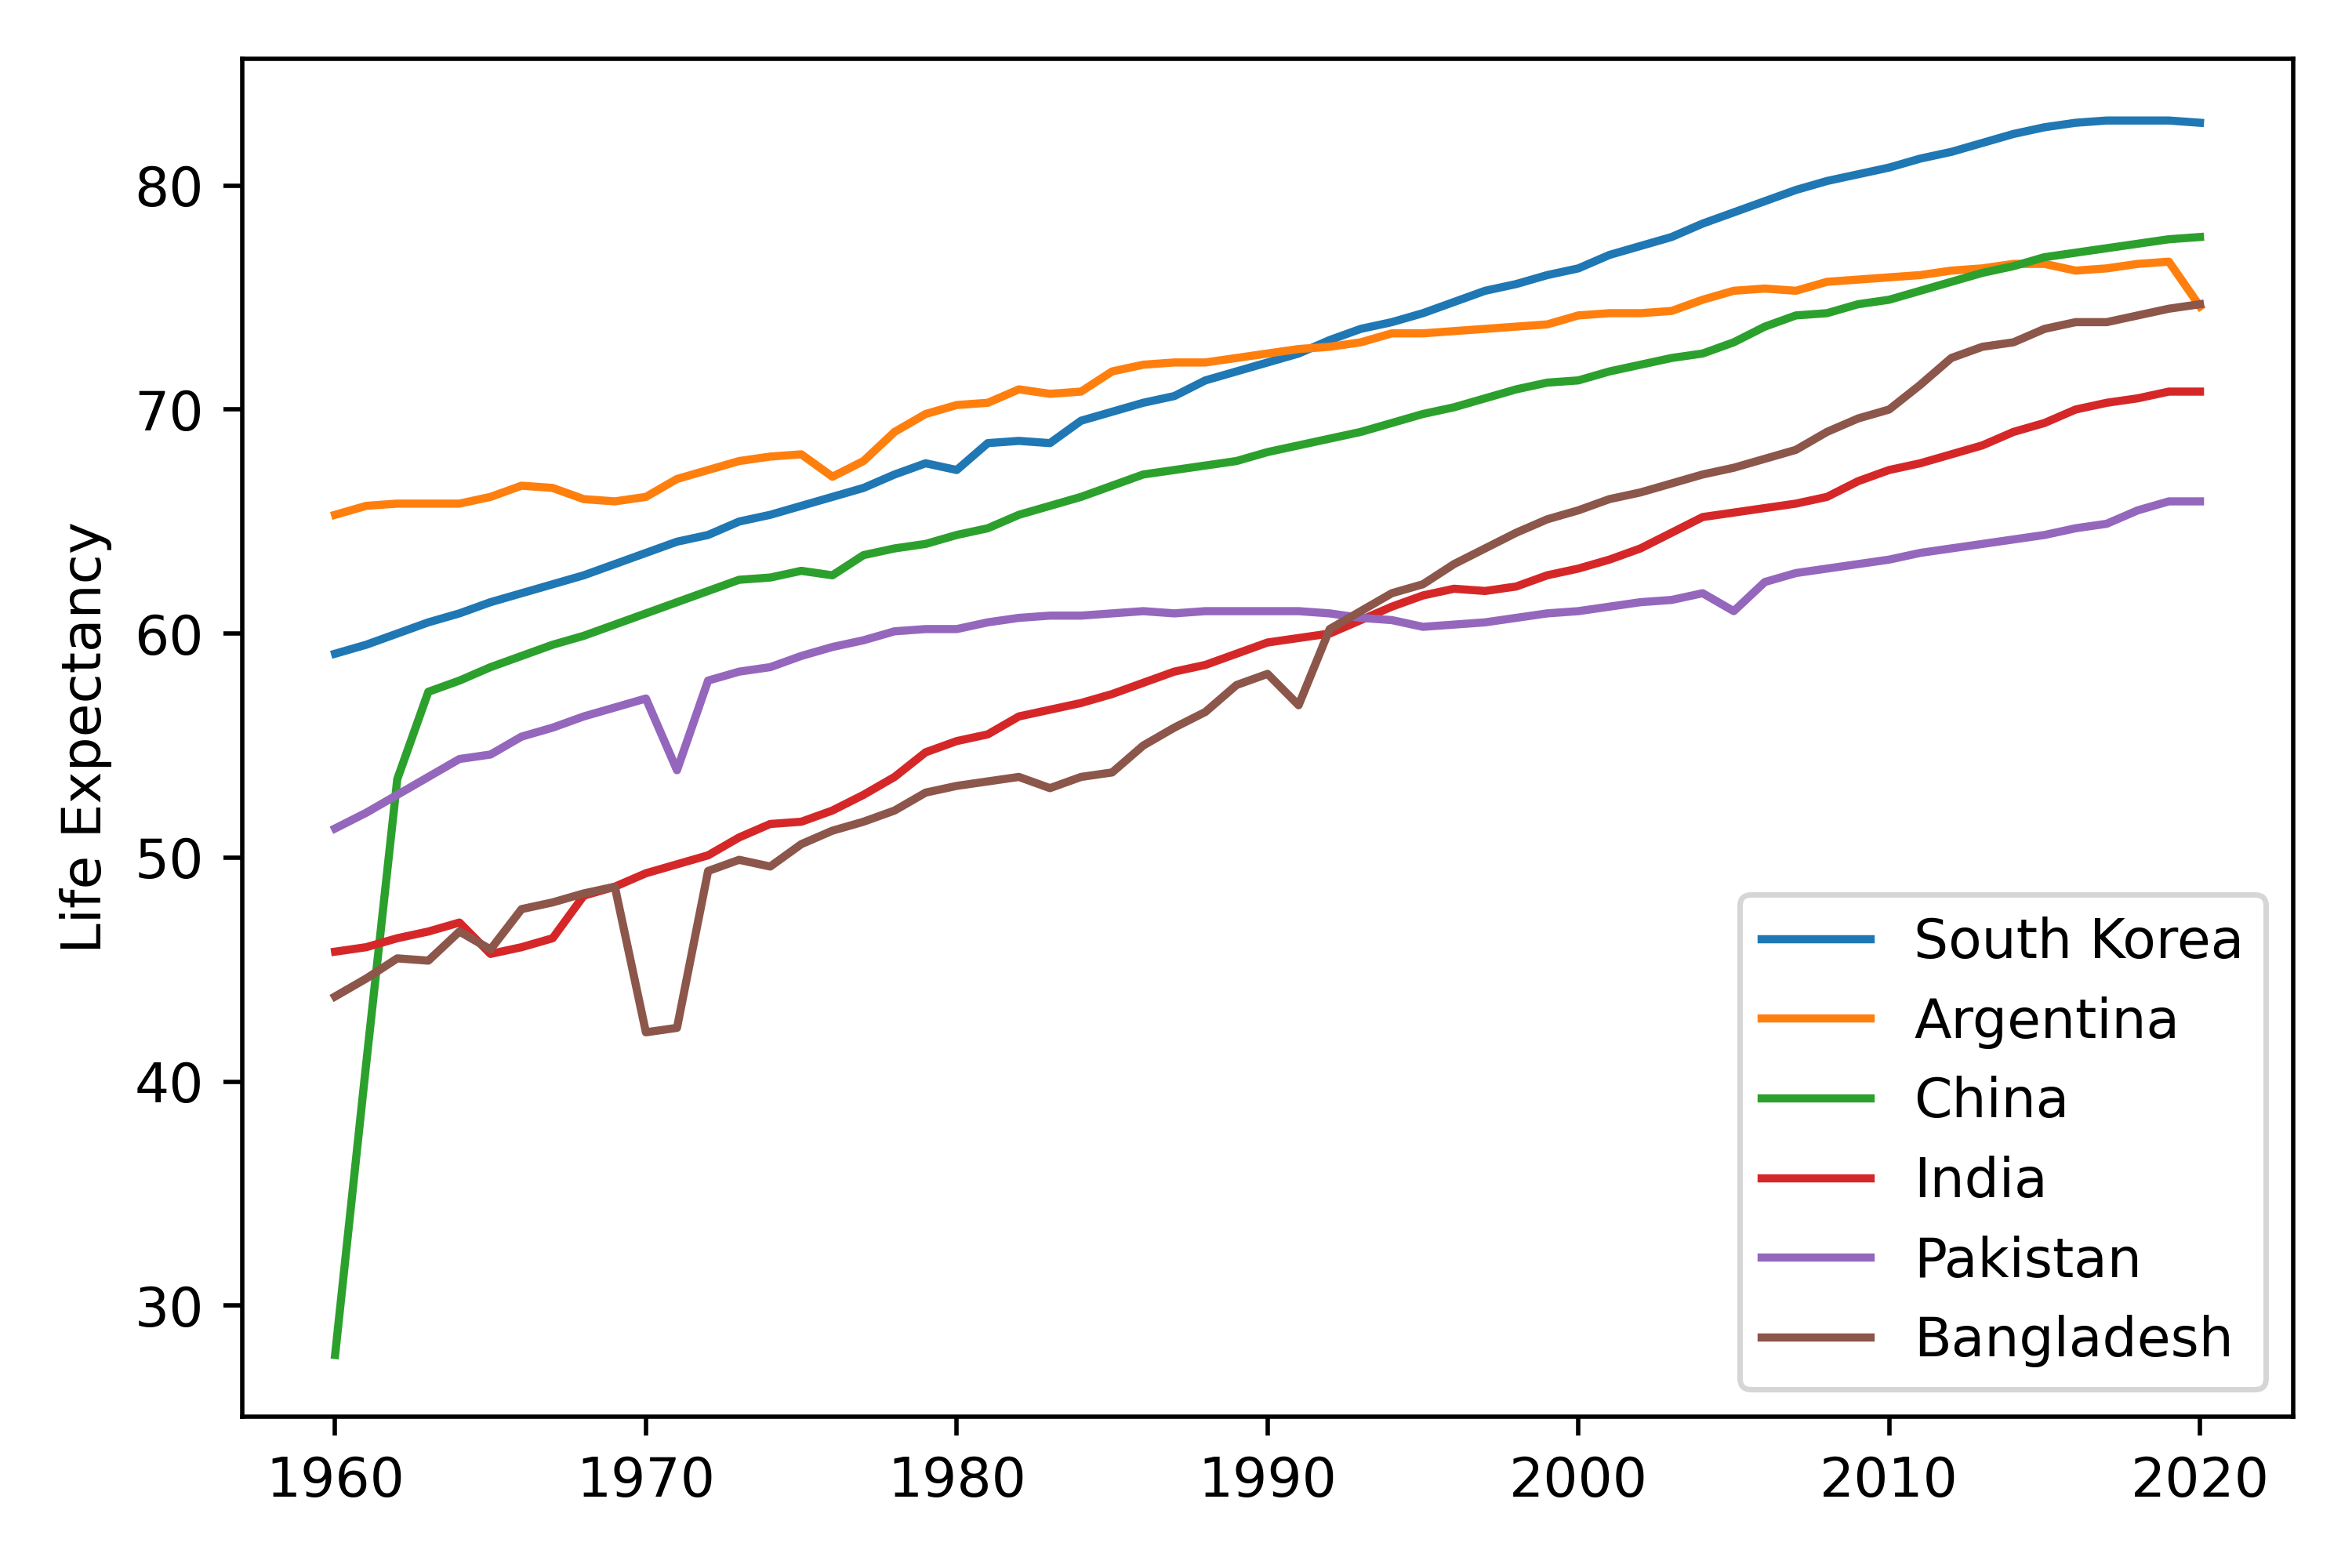 Life Expectancy
80
70
60
50
40
30
1960 1970 1980 1990 2000 2010 2020
South Korea
Argentina
China
India
Pakistan
Bangladesh